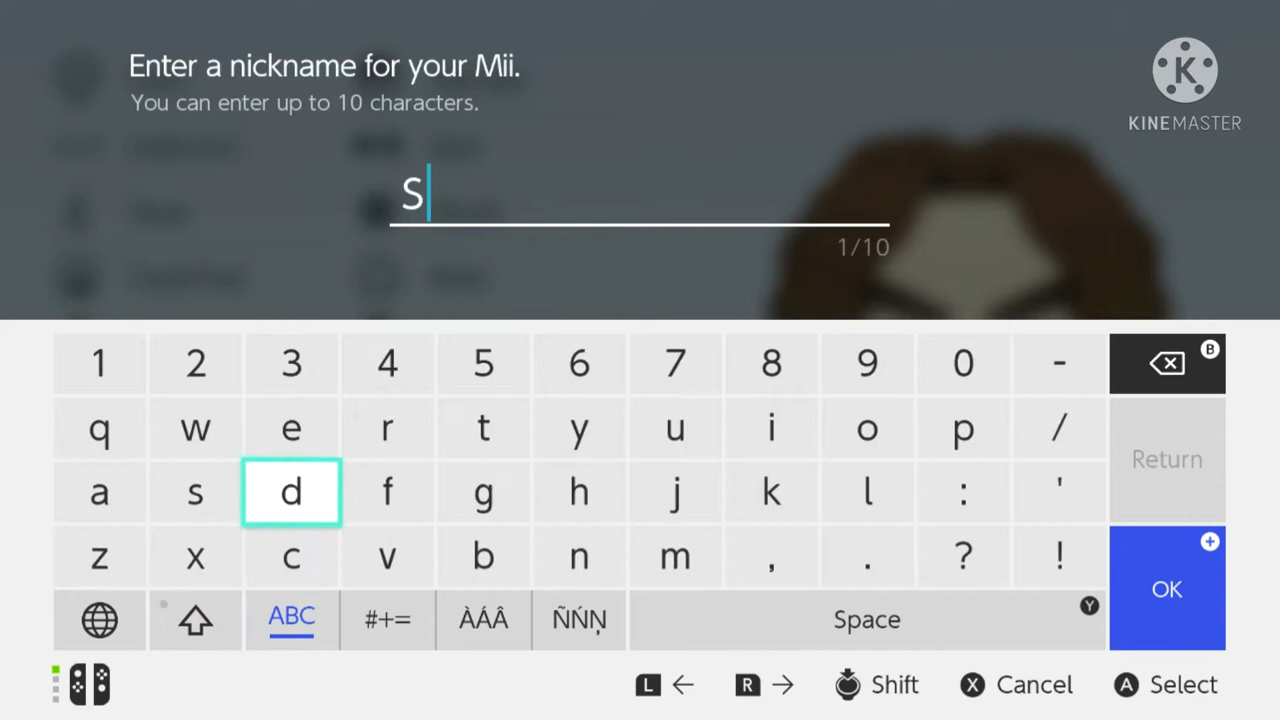 Enter a nickname for your Mii.
You can enter up to 10 characters.
K
KINEMASTER
S
1/10
1 2 3 4 5 6 7 8 9 0 - B
q w e r t y u i o p /
Return
a s d f g h j k l : '
z x c v b n m , . ? ! +
OK
ABC #+= ÀÁÂ ÑŃŅ Space Y
L ← R → Shift X Cancel A Select